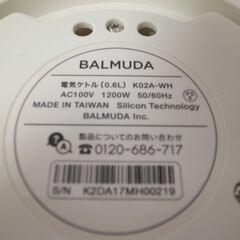 BALMUDA
電気ケトル (0.6L) K02A-WH
AC100V 1200W 50/60Hz
MADE IN TAIWAN Silicon Technology
BALMUDA Inc.
製品についてのお問い合わせ
0120-686-717
S/N K2DA17MH00219